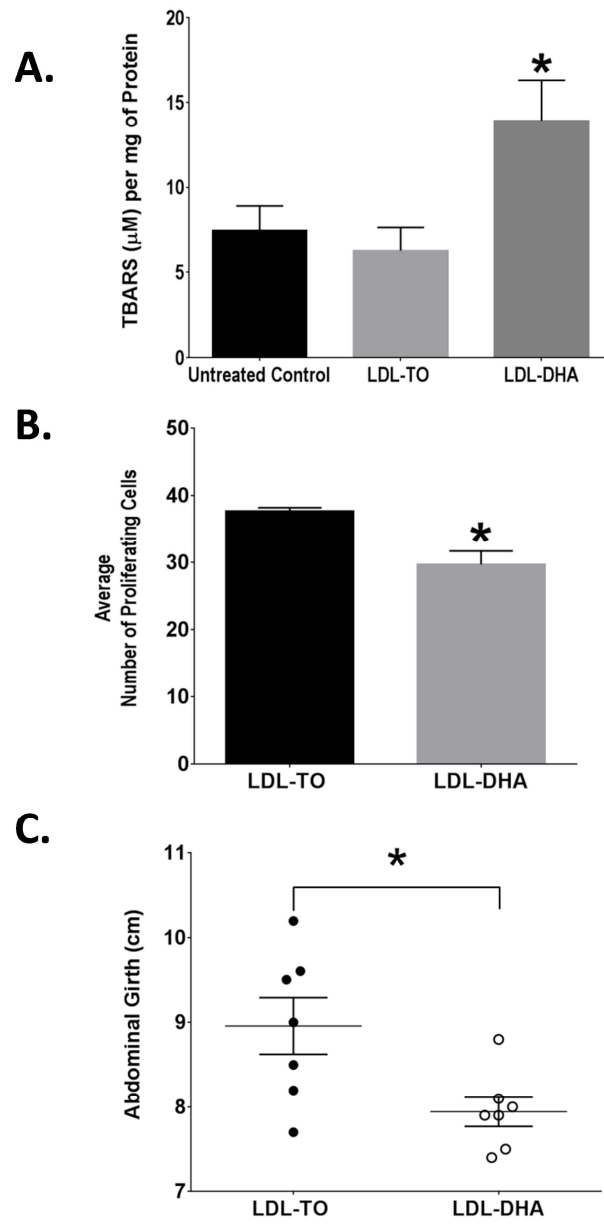 A.
TBARS (μM) per mg of Protein
20
15
10
5
0
*
Untreated Control LDL-TO LDL-DHA
B.
Average
Number of Proliferating Cells
50
40
30
20
10
0
*
LDL-TO LDL-DHA
C.
Abdominal Girth (cm)
11
10
9
8
7
*
LDL-TO LDL-DHA